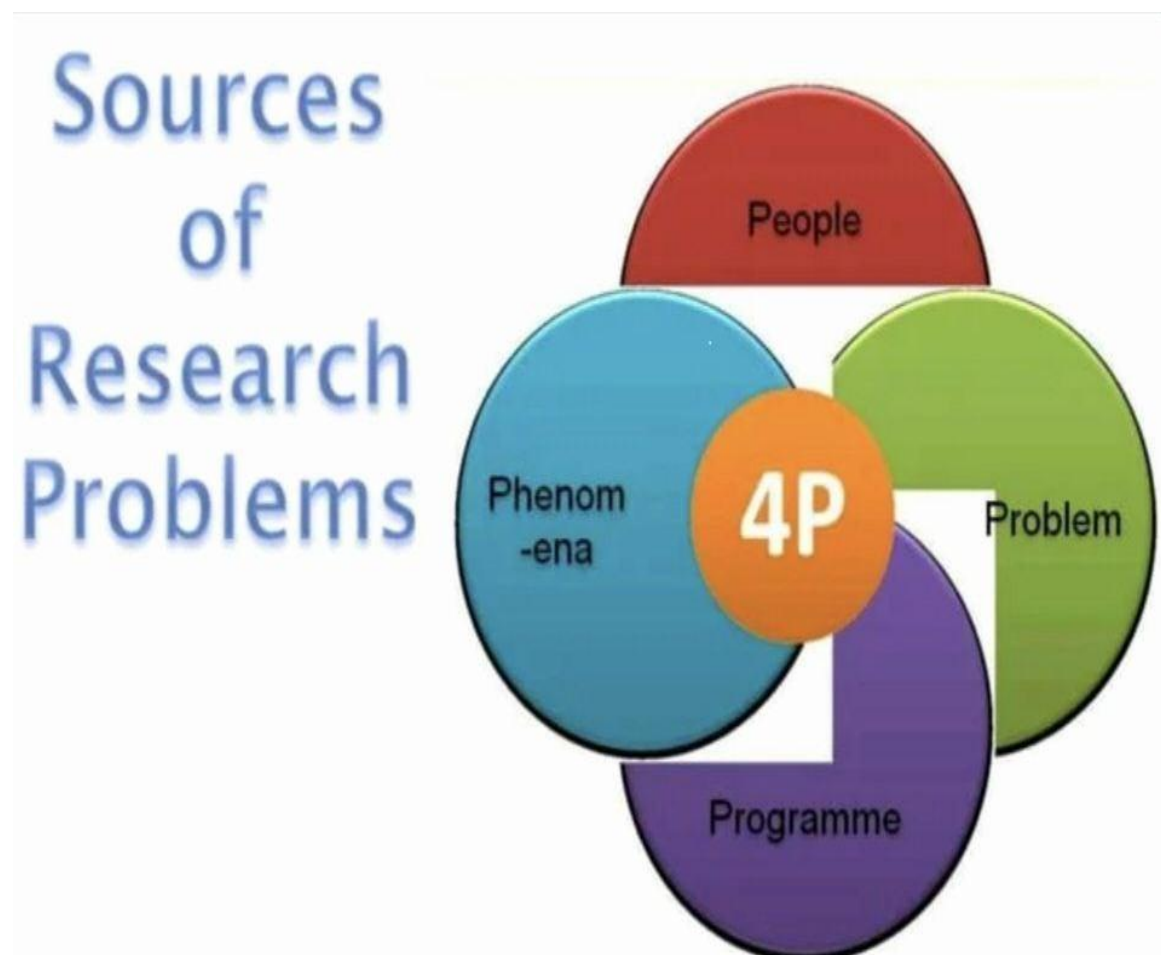 Sources
of
Research
Problems
People
Phenom
-ena
4P
Problem
Programme